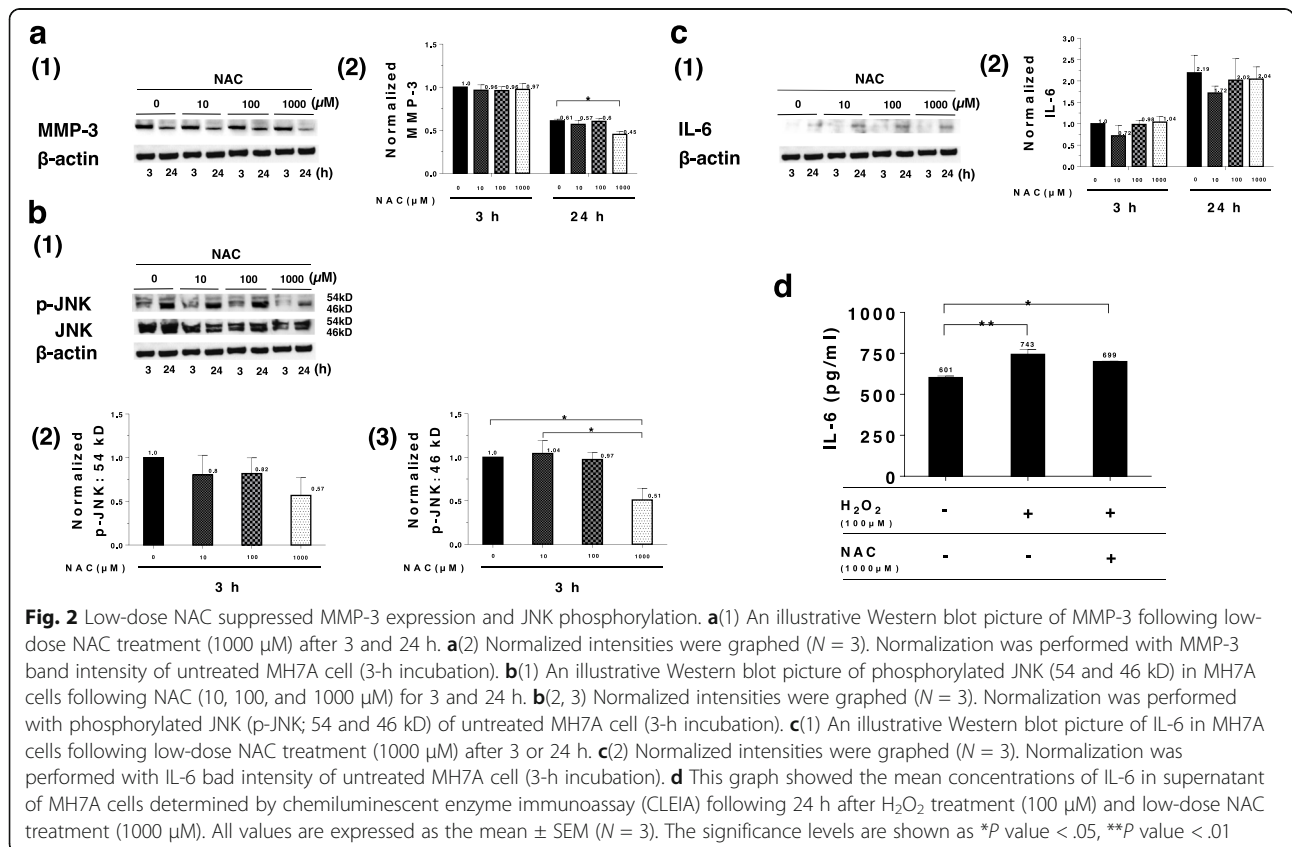 a
(1)
NAC
0 10 100 1000 (μM)
MMP-3
β-actin
3 24 3 24 3 24 3 24 (h)
(2)
Normalized
MMP-3
1.5
1.0
0.5
0.0
1.0 0.96 0.96 0.97
*
0.61 0.57 0.6 0.45
0 10 100 1000 0 10 100 1000
NAC(μM)
3 h 24 h
c
(1)
NAC
0 10 100 1000 (μM)
IL-6
β-actin
3 24 3 24 3 24 3 24 (h)
(2)
Normalized
IL-6
3.0
2.5
2.0
1.5
1.0
0.5
0.0
1.0 0.72 0.98 1.04
2.19 1.72 2.02 2.04
0 10 100 1000 0 10 100 1000
NAC(μM)
3 h 24 h
b
(1)
NAC
0 10 100 1000 (μM)
p-JNK 54kD
46kD
JNK 54kD
46kD
β-actin
3 24 3 24 3 24 3 24 (h)
(2)
Normalized
p-JNK: 54 kD
1.5
1.0
0.5
0.0
1.0 0.8 0.82 0.57
0 10 100 1000
NAC(μM)
3 h
(3)
Normalized
p-JNK: 46 kD
1.5
1.0
0.5
0.0
*
*
1.0 1.04 0.97 0.51
0 10 100 1000
NAC(μM)
3 h
d
IL-6 (pg/ml)
1000
750
500
250
0
*
**
601 743 699
H₂O₂ - + +
(100μM)
NAC - - +
(1000μM)
Fig. 2 Low-dose NAC suppressed MMP-3 expression and JNK phosphorylation. a(1) An illustrative Western blot picture of MMP-3 following low-
dose NAC treatment (1000 μM) after 3 and 24 h. a(2) Normalized intensities were graphed (N = 3). Normalization was performed with MMP-3
band intensity of untreated MH7A cell (3-h incubation). b(1) An illustrative Western blot picture of phosphorylated JNK (54 and 46 kD) in MH7A
cells following NAC (10, 100, and 1000 μM) for 3 and 24 h. b(2, 3) Normalized intensities were graphed (N = 3). Normalization was performed
with phosphorylated JNK (p-JNK; 54 and 46 kD) of untreated MH7A cell (3-h incubation). c(1) An illustrative Western blot picture of IL-6 in MH7A
cells following low-dose NAC treatment (1000 μM) after 3 or 24 h. c(2) Normalized intensities were graphed (N = 3). Normalization was
performed with IL-6 bad intensity of untreated MH7A cell (3-h incubation). d This graph showed the mean concentrations of IL-6 in supernatant
of MH7A cells determined by chemiluminescent enzyme immunoassay (CLEIA) following 24 h after H₂O₂ treatment (100 μM) and low-dose NAC
treatment (1000 μM). All values are expressed as the mean ± SEM (N = 3). The significance levels are shown as *P value < .05, **P value < .01